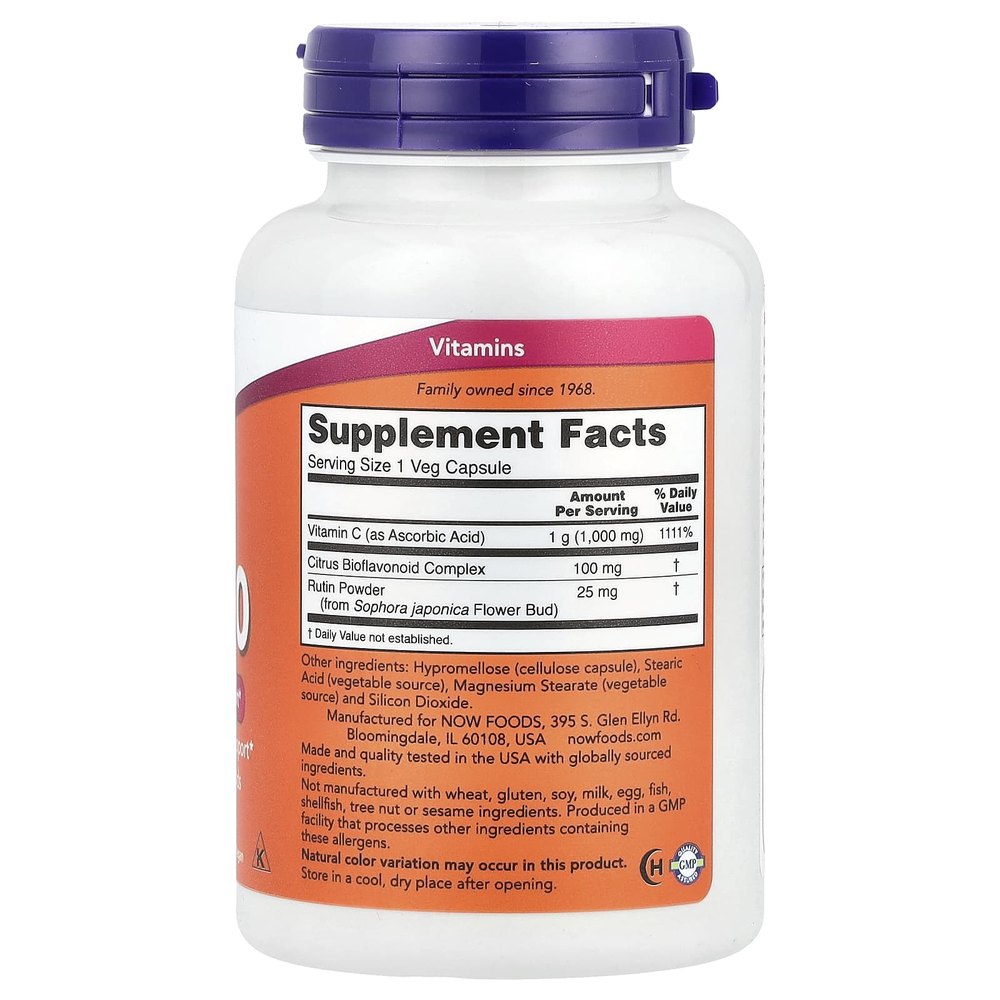 Vitamins
Family owned since 1968.
Supplement Facts
Serving Size 1 Veg Capsule
Amount Per Serving % Daily Value
Vitamin C (as Ascorbic Acid) 1 g (1,000 mg) 1111%
Citrus Bioflavonoid Complex 100 mg †
Rutin Powder 25 mg †
(from Sophora japonica Flower Bud)
† Daily Value not established.
Other ingredients: Hypromellose (cellulose capsule), Stearic
Acid (vegetable source), Magnesium Stearate (vegetable
source) and Silicon Dioxide.
Manufactured for NOW FOODS, 395 S. Glen Ellyn Rd.
Bloomingdale, IL 60108, USA nowfoods.com
Made and quality tested in the USA with globally sourced
ingredients.
Not manufactured with wheat, gluten, soy, milk, egg, fish,
shellfish, tree nut or sesame ingredients. Produced in a GMP
facility that processes other ingredients containing
these allergens.
Natural color variation may occur in this product.
Store in a cool, dry place after opening.
H
QUALITY
GMP
ASSURED
0
K